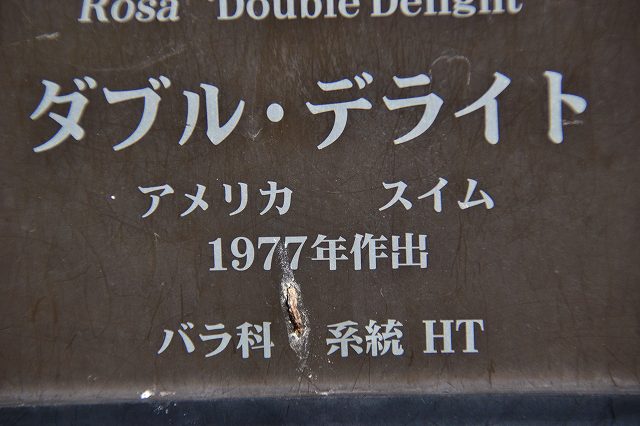 Rosa "Double Delight"
ダブル・デライト
アメリカ スイム
1977年作出
バラ科 系統 HT